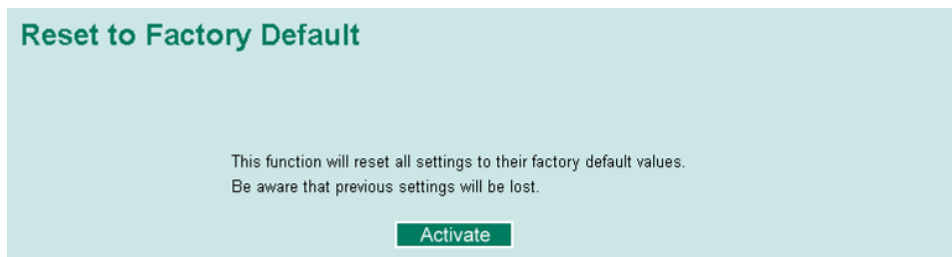 Reset to Factory Default
This function will reset all settings to their factory default values.
Be aware that previous settings will be lost.
Activate